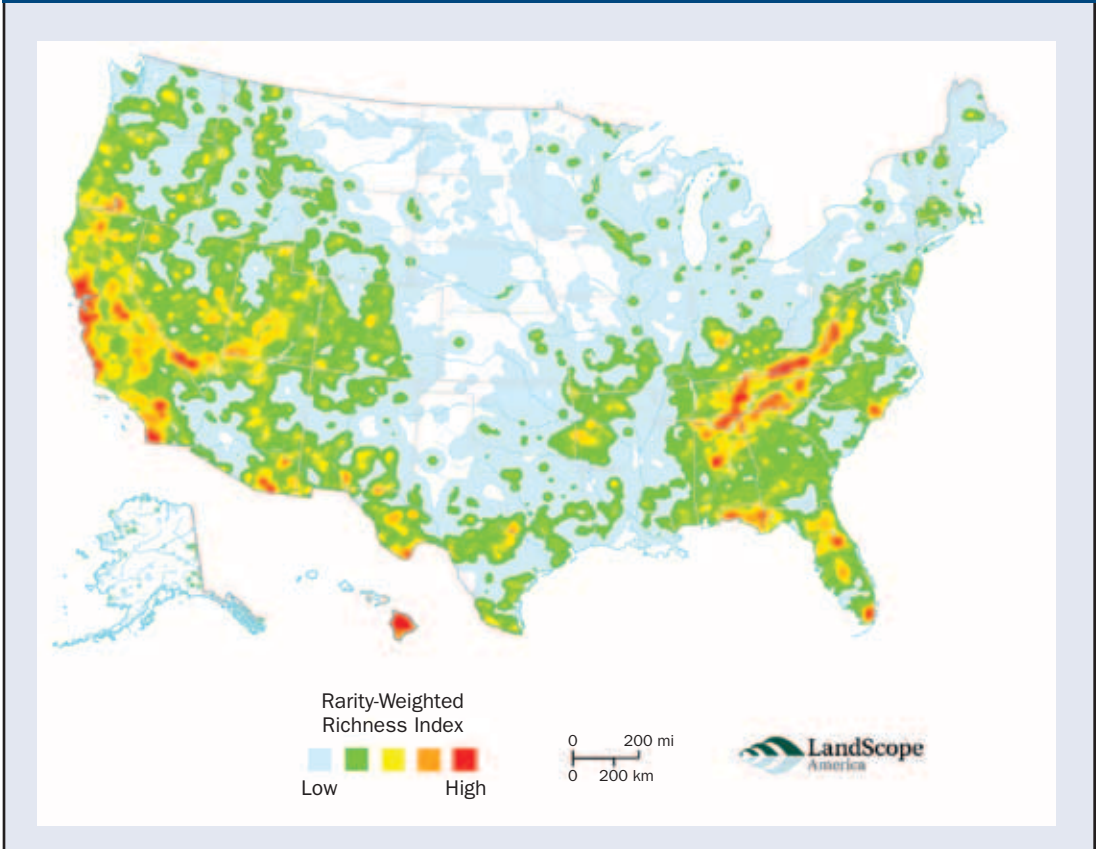 Rarity-Weighted
Richness Index
Low High
0 200 mi
0 200 km
LandScope
America